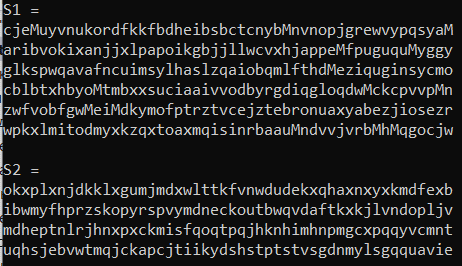 S1 =
cjeMuyvnukordfkkfbdheibsbctcnybMnvnopjgrewvypqsyaM
aribvokixanjjxlpapoikgbjjllwcvxhjappeMfpuguquMyggy
glkspwqavafncuimsylhaslzqaiobqmlfthdMeziquginsycmo
cblbtxhbyoMtmbxxsuciaaivvodbyrgdiqgloqdwMckcpvvpMn
zwfvobfgwMeiMdkymofptrztvcejztebronuaxyabezjiosezr
wpkxlmitodmyxkzqxtoaxmqisinrbaauMndvvjvrbMhMqgocjw
S2 =
okxplxnjdkklxgumjmdxwlttkfvnwdudekxqhaxnxyxkmdfexb
ibwmyfhprzskopyrspvymdneckoutbwqvdaftkxkjlvndopljv
mdheptnlrjhnxpxckmisfqoqtpqjhknhimhnpmgcxpqqyvcmnt
uqhsjebvwtmqjckapcjtiikydshstptstvsgdnmylsgqquavie